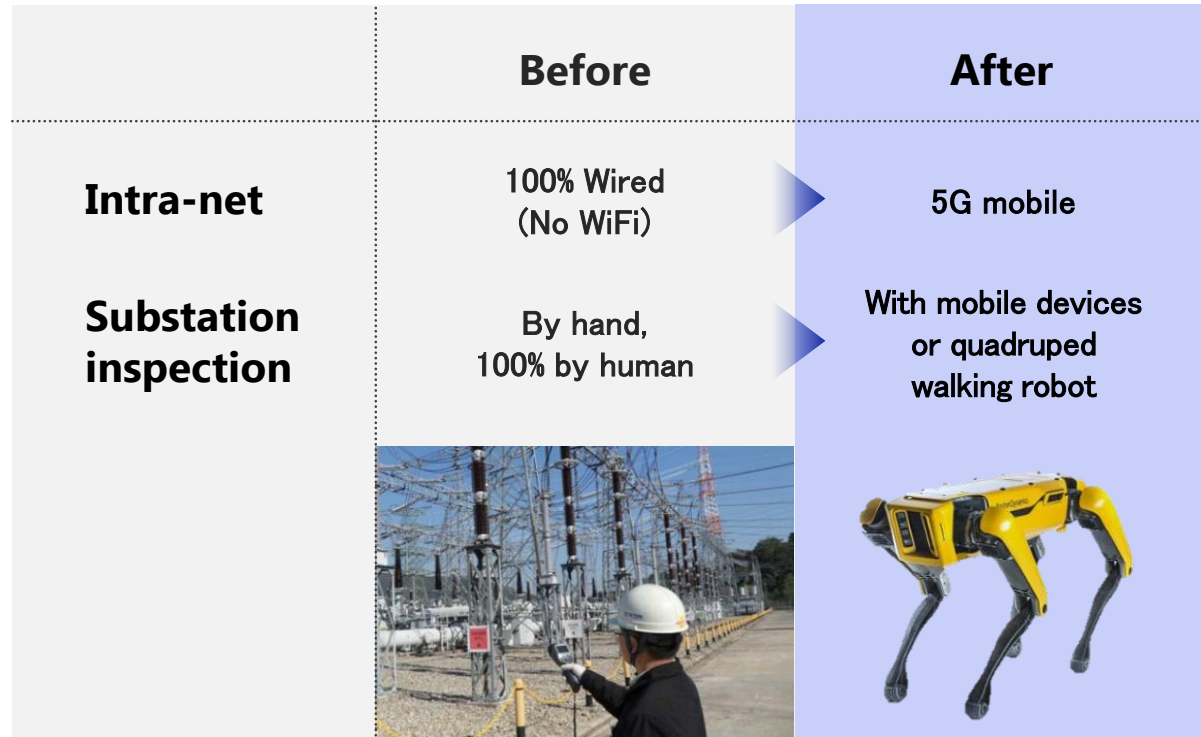 Before
After
Intra-net
100% Wired
(No WiFi)
5G mobile
Substation
inspection
By hand,
100% by human
With mobile devices
or quadruped
walking robot